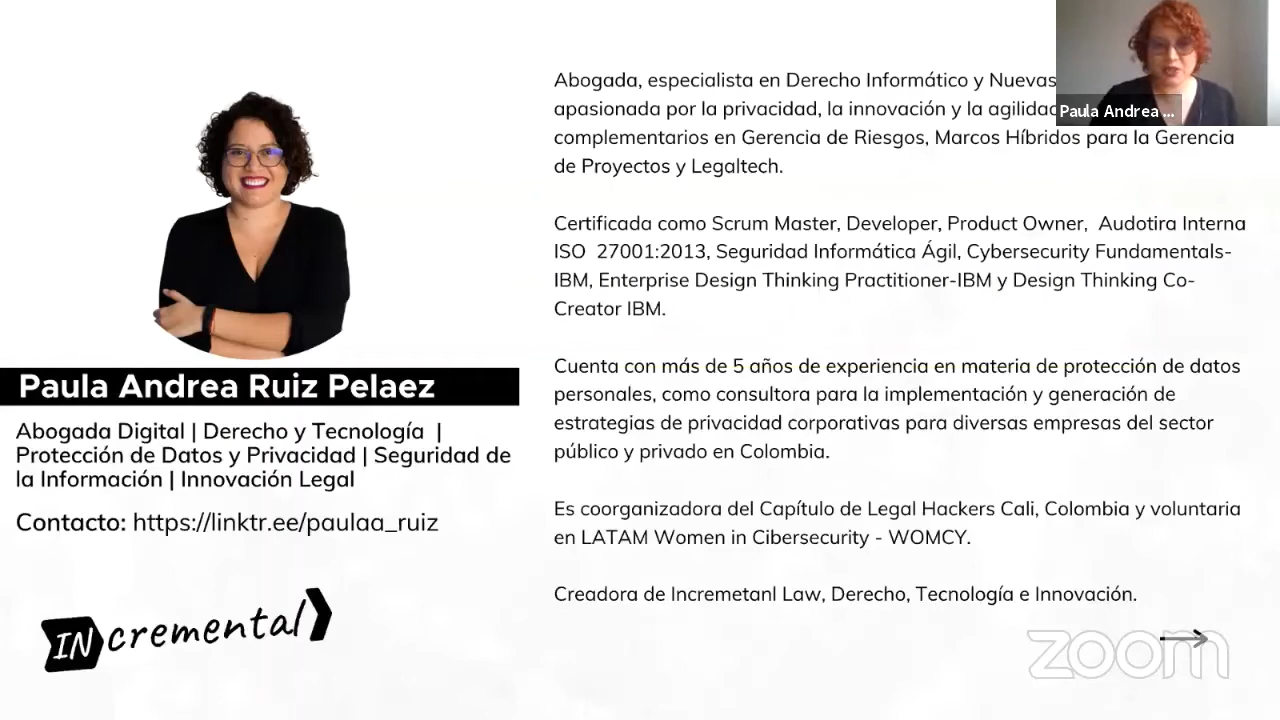 Abogada, especialista en Derecho Informático y Nuevas
apasionada por la privacidad, la innovación y la agilidad
complementarios en Gerencia de Riesgos, Marcos Híbridos para la Gerencia
de Proyectos y Legaltech.
Certificada como Scrum Master, Developer, Product Owner, Audotira Interna
ISO 27001:2013, Seguridad Informática Ágil, Cybersecurity Fundamentals-
IBM, Enterprise Design Thinking Practitioner-IBM y Design Thinking Co-
Creator IBM.
Cuenta con más de 5 años de experiencia en materia de protección de datos
personales, como consultora para la implementación y generación de
estrategias de privacidad corporativas para diversas empresas del sector
público y privado en Colombia.
Es coorganizadora del Capítulo de Legal Hackers Cali, Colombia y voluntaria
en LATAM Women in Cibersecurity - WOMCY.
Creadora de Incremetanl Law, Derecho, Tecnología e Innovación.
Paula Andrea ...
Paula Andrea Ruiz Pelaez
Abogada Digital | Derecho y Tecnología |
Protección de Datos y Privacidad | Seguridad de
la Información | Innovación Legal
Contacto: https://linktr.ee/paulaa_ruiz
INcremental
zoom